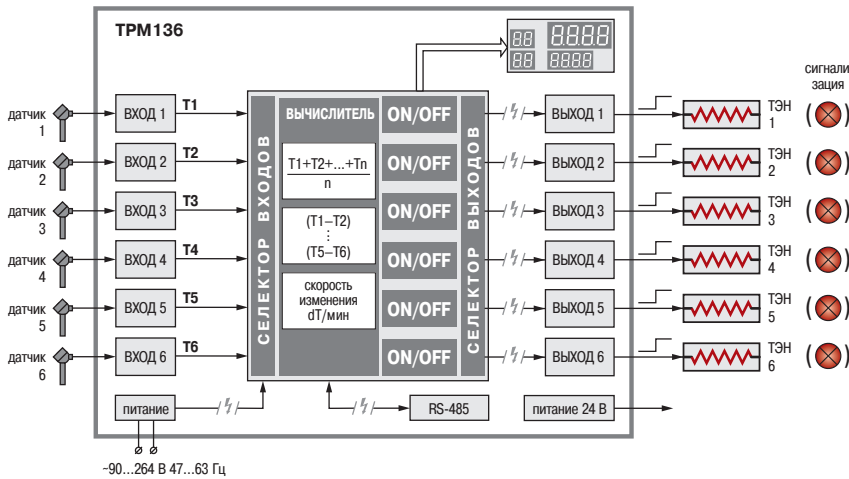 ТРМ136
88 8.8.8.8
88 8888
сигнали
зация
датчик
1
ВХОД 1
T1
ВЫЧИСЛИТЕЛЬ
ON/OFF
ВЫХОД 1
ТЭН
1
датчик
2
ВХОД 2
T2
T1+T2+...+Tn
n
ON/OFF
ВЫХОД 2
ТЭН
2
датчик
3
ВХОД 3
T3
(T1–T2)
⋮
(T5–T6)
ON/OFF
ВЫХОД 3
ТЭН
3
датчик
4
ВХОД 4
T4
ON/OFF
ВЫХОД 4
ТЭН
4
датчик
5
ВХОД 5
T5
скорость
изменения
dT/мин
ON/OFF
ВЫХОД 5
ТЭН
5
датчик
6
ВХОД 6
T6
ON/OFF
ВЫХОД 6
ТЭН
6
СЕЛЕКТОР ВХОДОВ
СЕЛЕКТОР ВЫХОДОВ
питание
RS-485
питание 24 В
~90...264 В 47...63 Гц